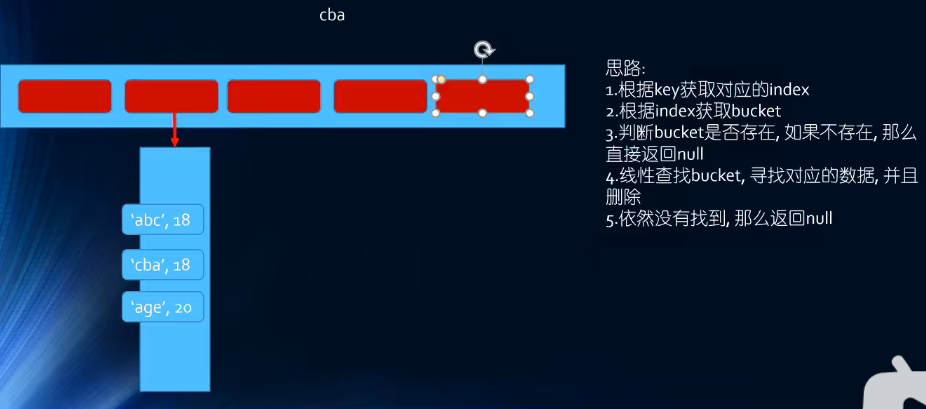 cba
思路:
1.根据key获取对应的index
2.根据index获取bucket
3.判断bucket是否存在, 如果不存在, 那么
直接返回null
4.线性查找bucket, 寻找对应的数据, 并且
删除
5.依然没有找到, 那么返回null
‘abc’, 18
‘cba’, 18
‘age’, 20